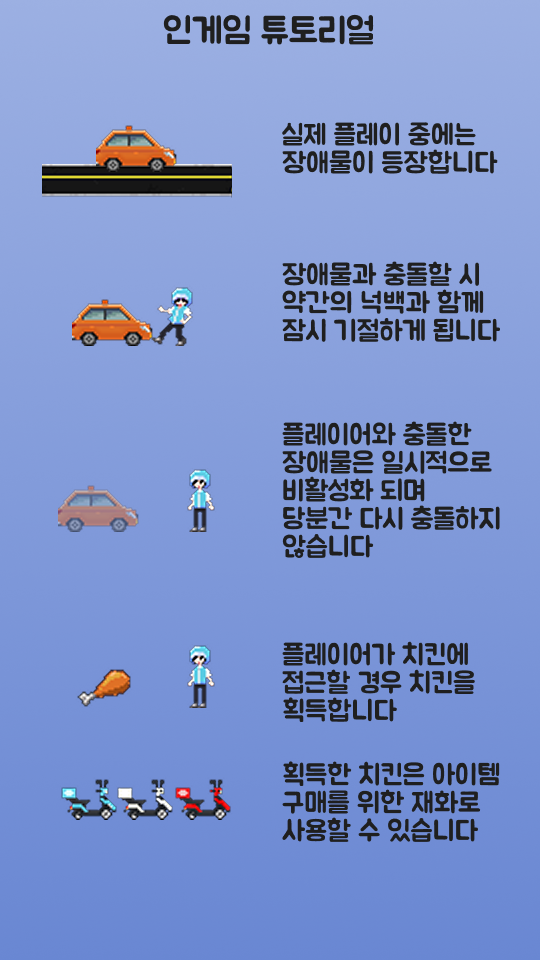 인게임 튜토리얼
실제 플레이 중에는
장애물이 등장합니다
장애물과 충돌할 시
약간의 넉백과 함께
잠시 기절하게 됩니다
플레이어와 충돌한
장애물은 일시적으로
비활성화 되며
당분간 다시 충돌하지
않습니다
플레이어가 치킨에
접근할 경우 치킨을
획득합니다
획득한 치킨은 아이템
구매를 위한 재화로
사용할 수 있습니다